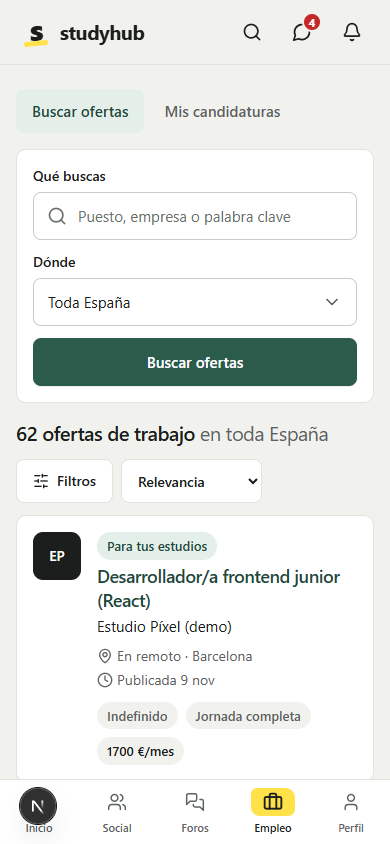 s studyhub
4
Buscar ofertas
Mis candidaturas
Qué buscas
Puesto, empresa o palabra clave
Dónde
Toda España
Buscar ofertas
62 ofertas de trabajo en toda España
Filtros
Relevancia
EP
Para tus estudios
Desarrollador/a frontend junior
(React)
Estudio Píxel (demo)
En remoto · Barcelona
Publicada 9 nov
Indefinido
Jornada completa
1700 €/mes
N
Inicio
Social
Foros
Empleo
Perfil